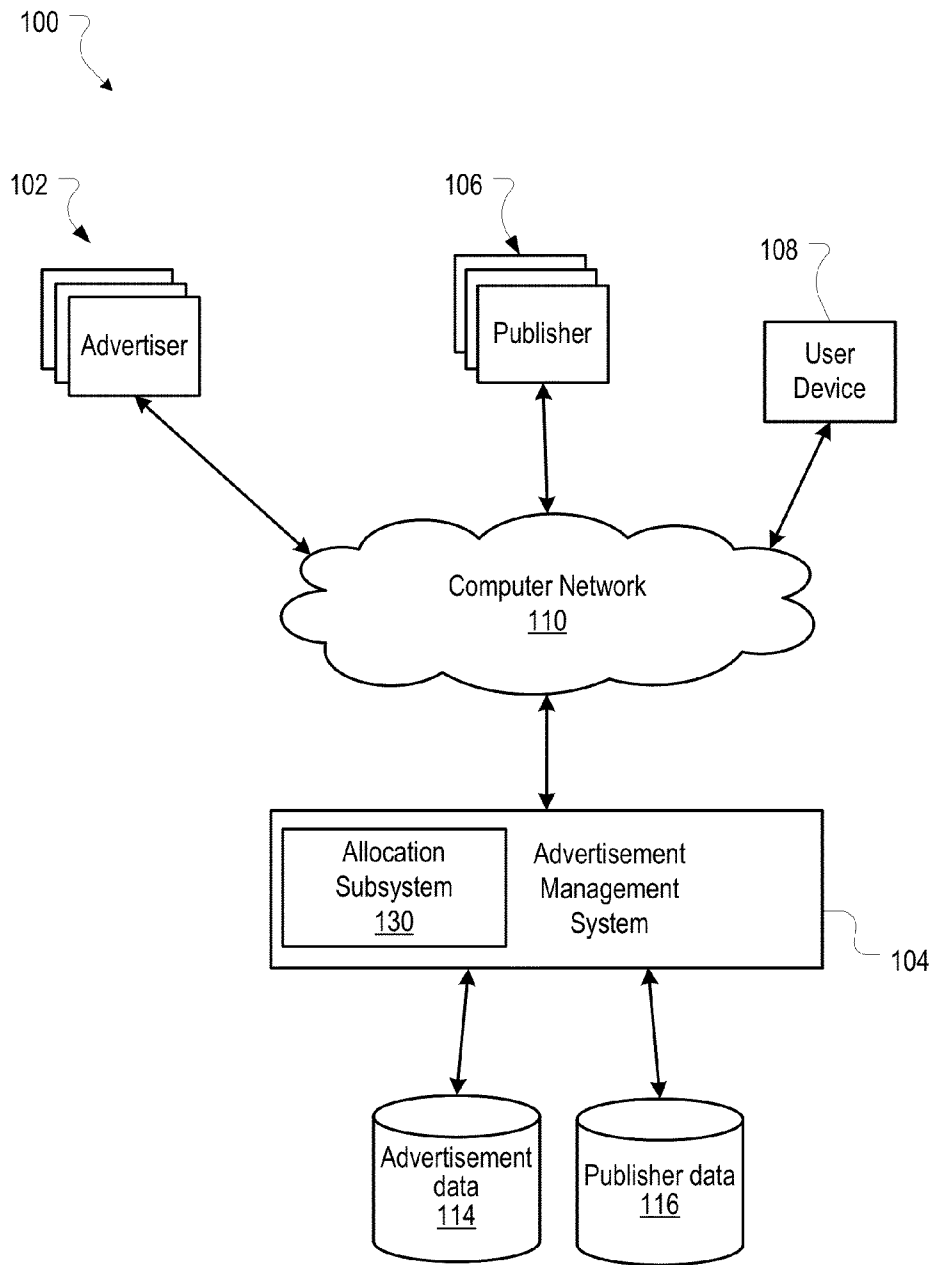 100
102
106
108
Advertiser
Publisher
User
Device
Computer Network
110
Allocation
Subsystem
130
Advertisement
Management
System
104
Advertisement
data
114
Publisher data
116